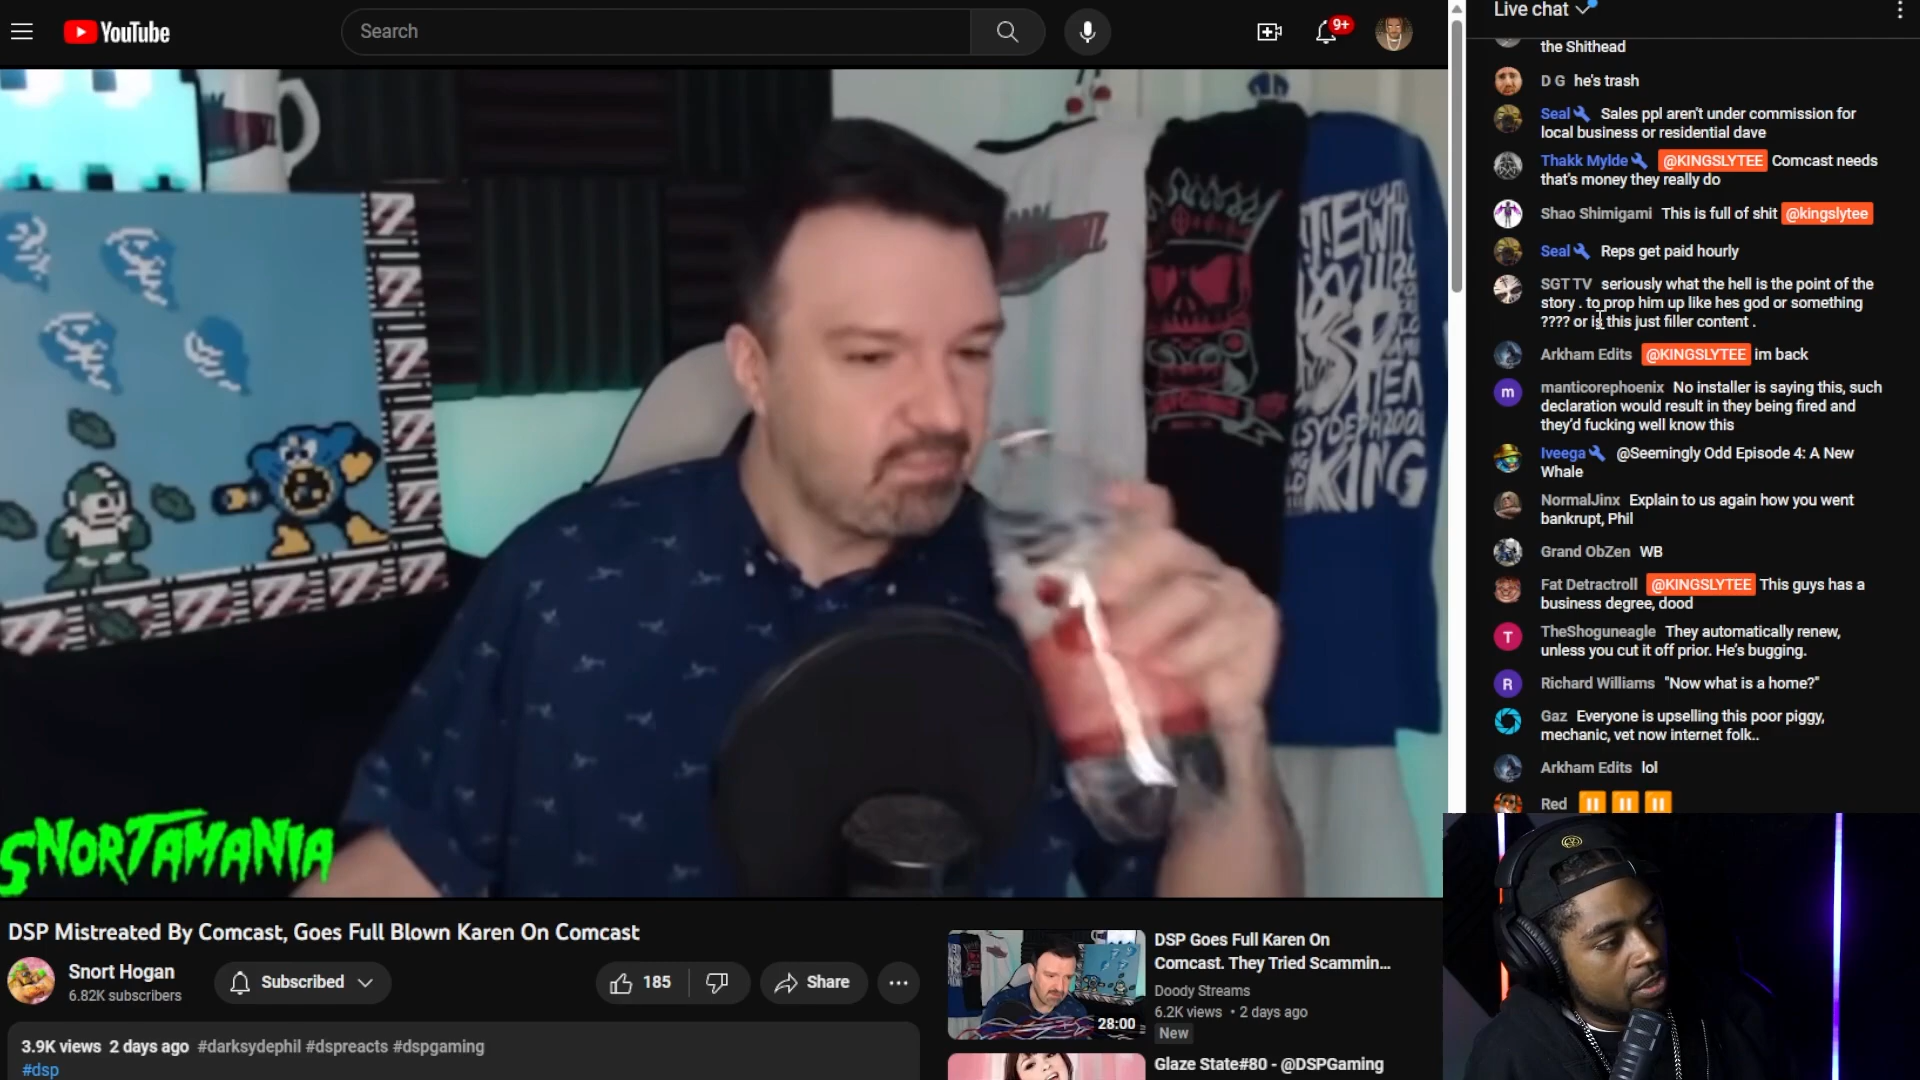 YouTube
Search
9+
SNORTAMANIA
KING
DSP Mistreated By Comcast, Goes Full Blown Karen On Comcast
Snort Hogan
6.82K subscribers
Subscribed
185
Share
3.9K views 2 days ago #darksydephil #dspreacts #dspgaming
#dsp
28:00
DSP Goes Full Karen On
Comcast. They Tried Scammin...
Doody Streams
6.2K views • 2 days ago
New
Glaze State#80 - @DSPGaming
Live chat
the Shithead
D G he's trash
Seal Sales ppl aren't under commission for
local business or residential dave
Thakk Mylde @KINGSLYTEE Comcast needs
that's money they really do
Shao Shimigami This is full of shit @kingslytee
Seal Reps get paid hourly
SGT TV seriously what the hell is the point of the
story . to prop him up like hes god or something
???? or is this just filler content .
Arkham Edits @KINGSLYTEE im back
m
manticorephoenix No installer is saying this, such
declaration would result in they being fired and
they'd fucking well know this
Iveega @Seemingly Odd Episode 4: A New
Whale
NormalJinx Explain to us again how you went
bankrupt, Phil
Grand ObZen WB
Fat Detractroll @KINGSLYTEE This guys has a
business degree, dood
T
TheShoguneagle They automatically renew,
unless you cut it off prior. He's bugging.
R
Richard Williams "Now what is a home?"
Gaz Everyone is upselling this poor piggy,
mechanic, vet now internet folk..
Arkham Edits lol
Red